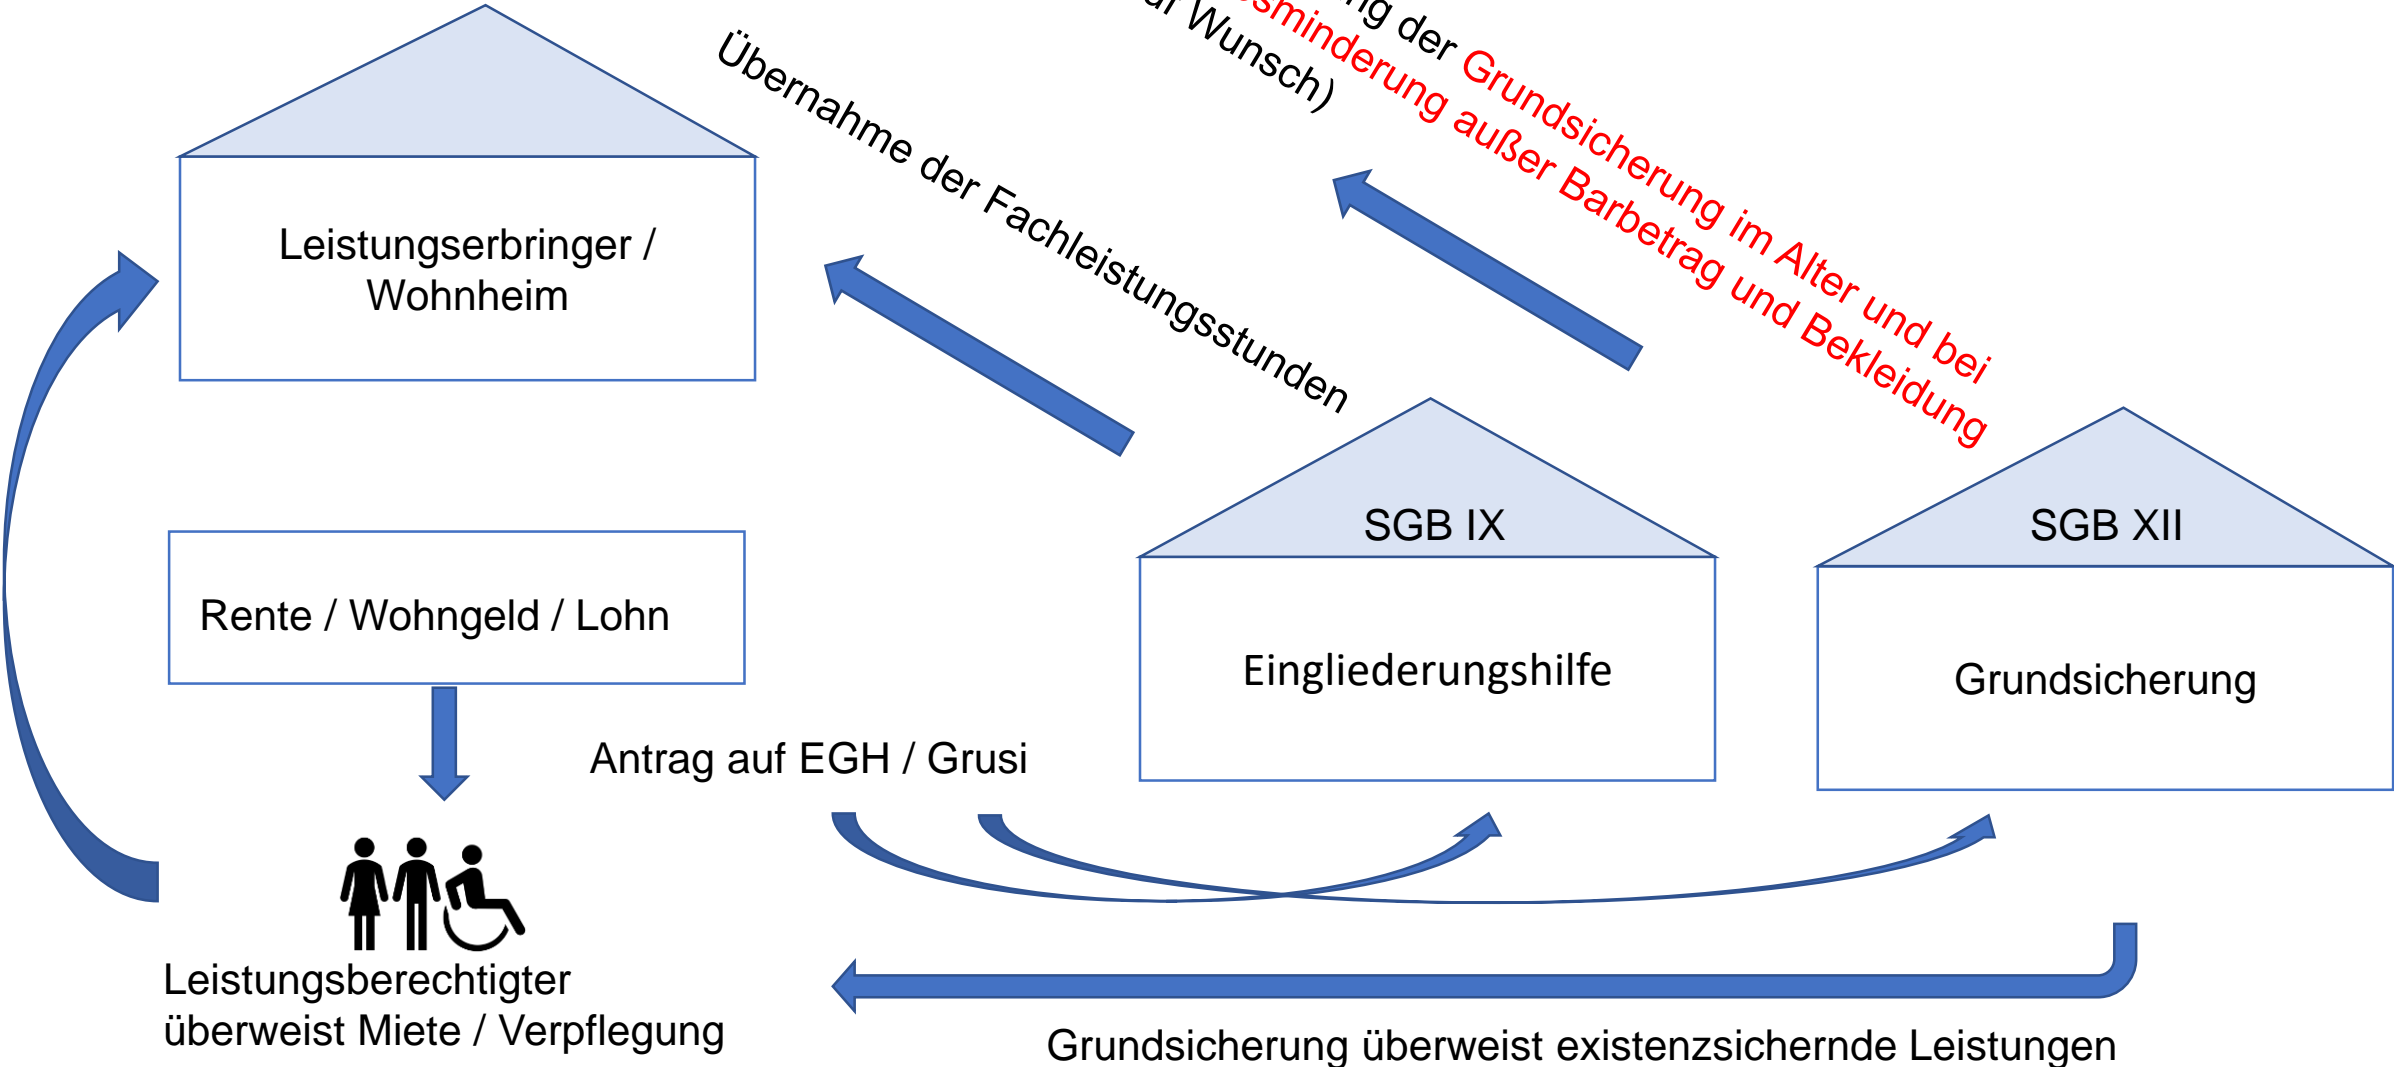 Übernahme der Fachleistungsstunden
der Grundsicherung im Alter und bei
außer Barbetrag und Bekleidung
Wunsch)
Leistungserbringer /
Wohnheim
SGB IX
SGB XII
Rente / Wohngeld / Lohn
Eingliederungshilfe
Grundsicherung
Antrag auf EGH / Grusi
Leistungsberechtigter
überweist Miete / Verpflegung
Grundsicherung überweist existenzsichernde Leistungen